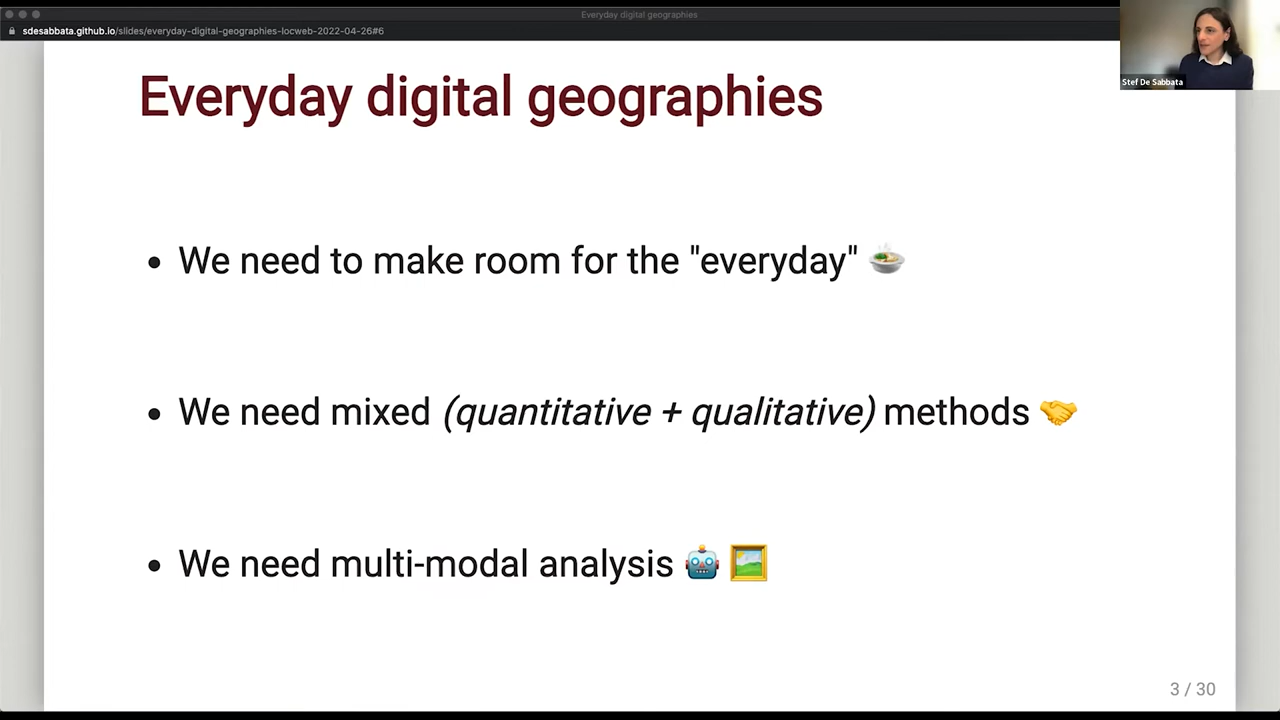 Everyday digital geographies
sdesabbata.github.io/slides/everyday-digital-geographies-locweb-2022-04-26#6
Stef De Sabbata
Everyday digital geographies
We need to make room for the "everyday"
We need mixed (quantitative + qualitative) methods
We need multi-modal analysis
3 / 30